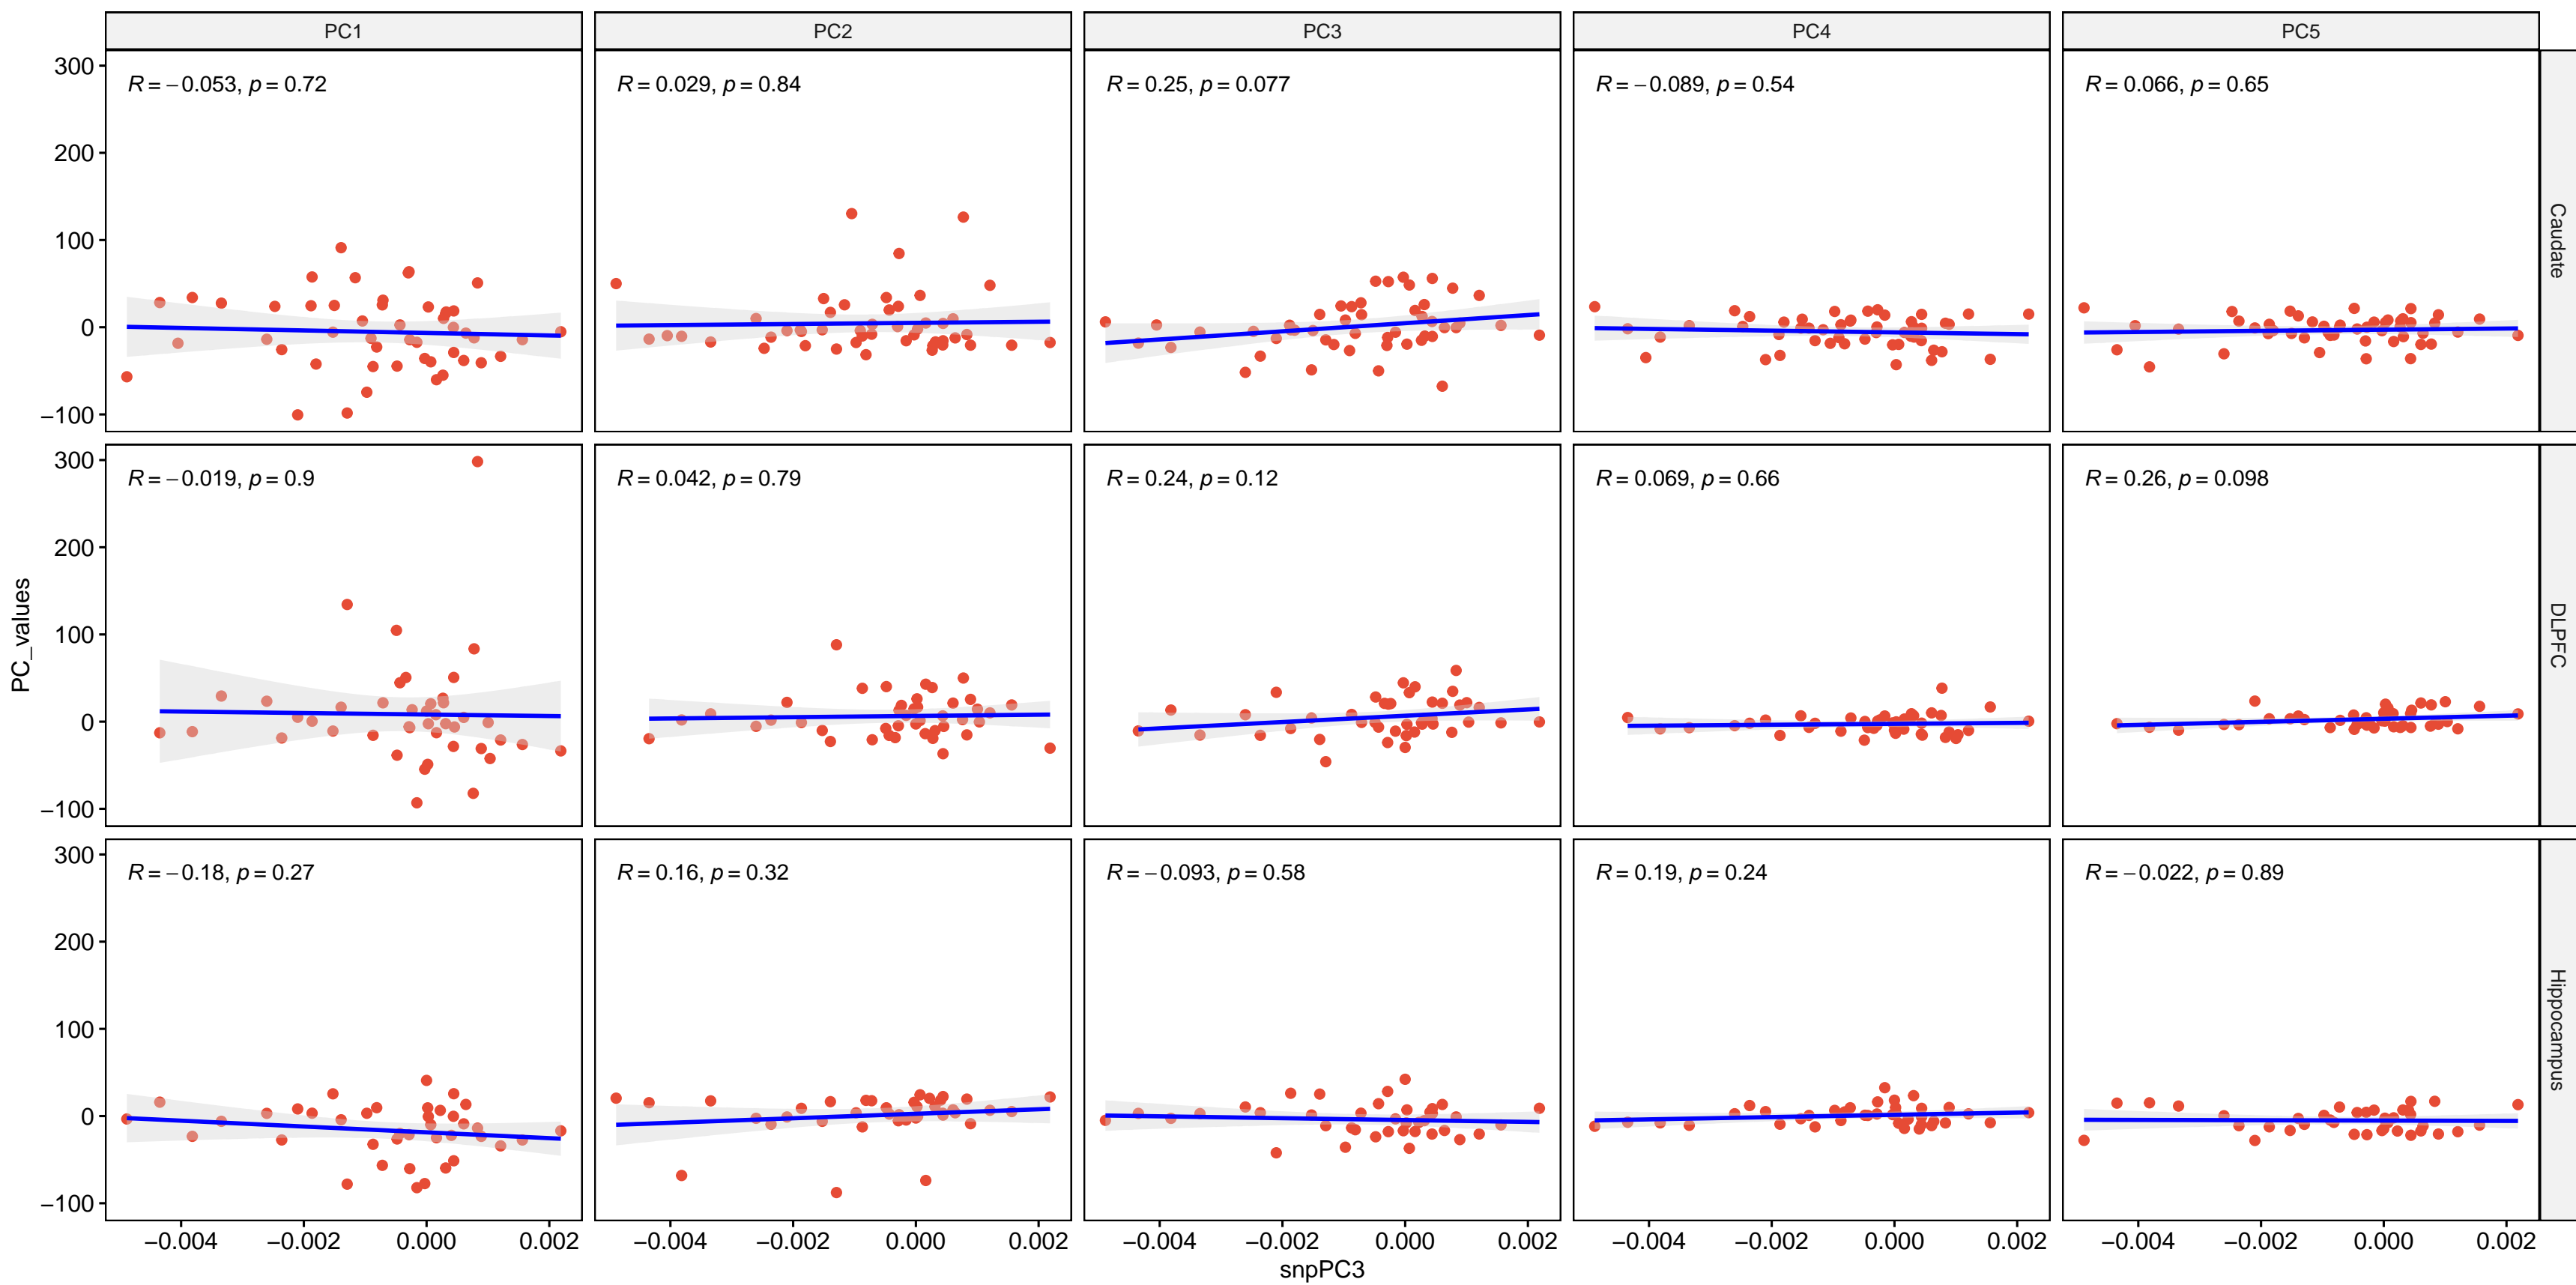 PC1 PC2 PC3 PC4 PC5
300 R = −0.053, p = 0.72 R = 0.029, p = 0.84 R = 0.25, p = 0.077 R = −0.089, p = 0.54 R = 0.066, p = 0.65
200
100
0
−100
Caudate
300 R = −0.019, p = 0.9 R = 0.042, p = 0.79 R = 0.24, p = 0.12 R = 0.069, p = 0.66 R = 0.26, p = 0.098
200
100
0
−100
DLPFC
PC_values
300 R = −0.18, p = 0.27 R = 0.16, p = 0.32 R = −0.093, p = 0.58 R = 0.19, p = 0.24 R = −0.022, p = 0.89
200
100
0
−100
Hippocampus
−0.004 −0.002 0.000 0.002 −0.004 −0.002 0.000 0.002 −0.004 −0.002 0.000 0.002 −0.004 −0.002 0.000 0.002 −0.004 −0.002 0.000 0.002
snpPC3